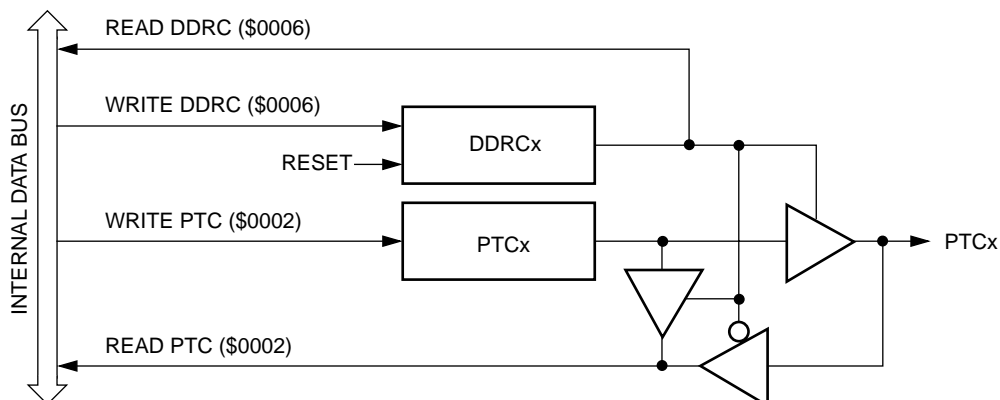 READ DDRC ($0006)
WRITE DDRC ($0006)
DDRCx
RESET
WRITE PTC ($0002)
PTCx
PTCx
READ PTC ($0002)
INTERNAL DATA BUS